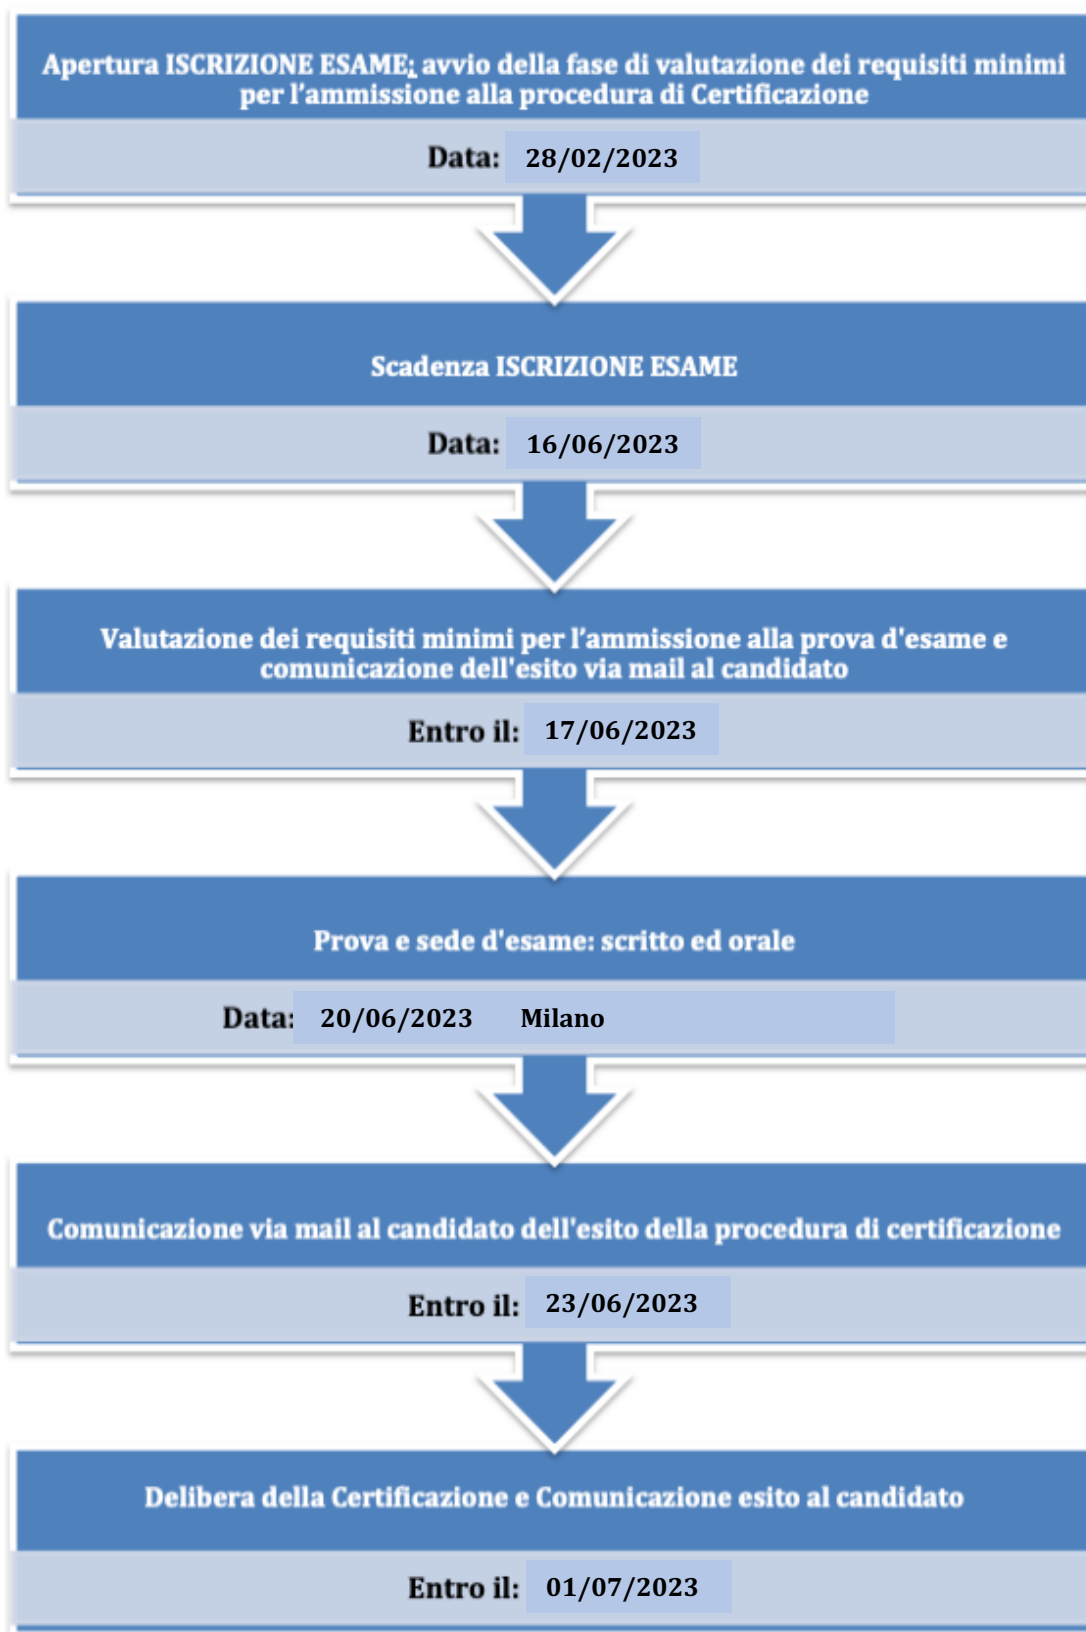 Apertura ISCRIZIONE ESAME; avvio della fase di valutazione dei requisiti minimi
per l'ammissione alla procedura di Certificazione
Data: 28/02/2023
Scadenza ISCRIZIONE ESAME
Data: 16/06/2023
Valutazione dei requisiti minimi per l'ammissione alla prova d'esame e
comunicazione dell'esito via mail al candidato
Entro il: 17/06/2023
Prova e sede d'esame: scritto ed orale
Data: 20/06/2023 Milano
Comunicazione via mail al candidato dell'esito della procedura di certificazione
Entro il: 23/06/2023
Delibera della Certificazione e Comunicazione esito al candidato
Entro il: 01/07/2023